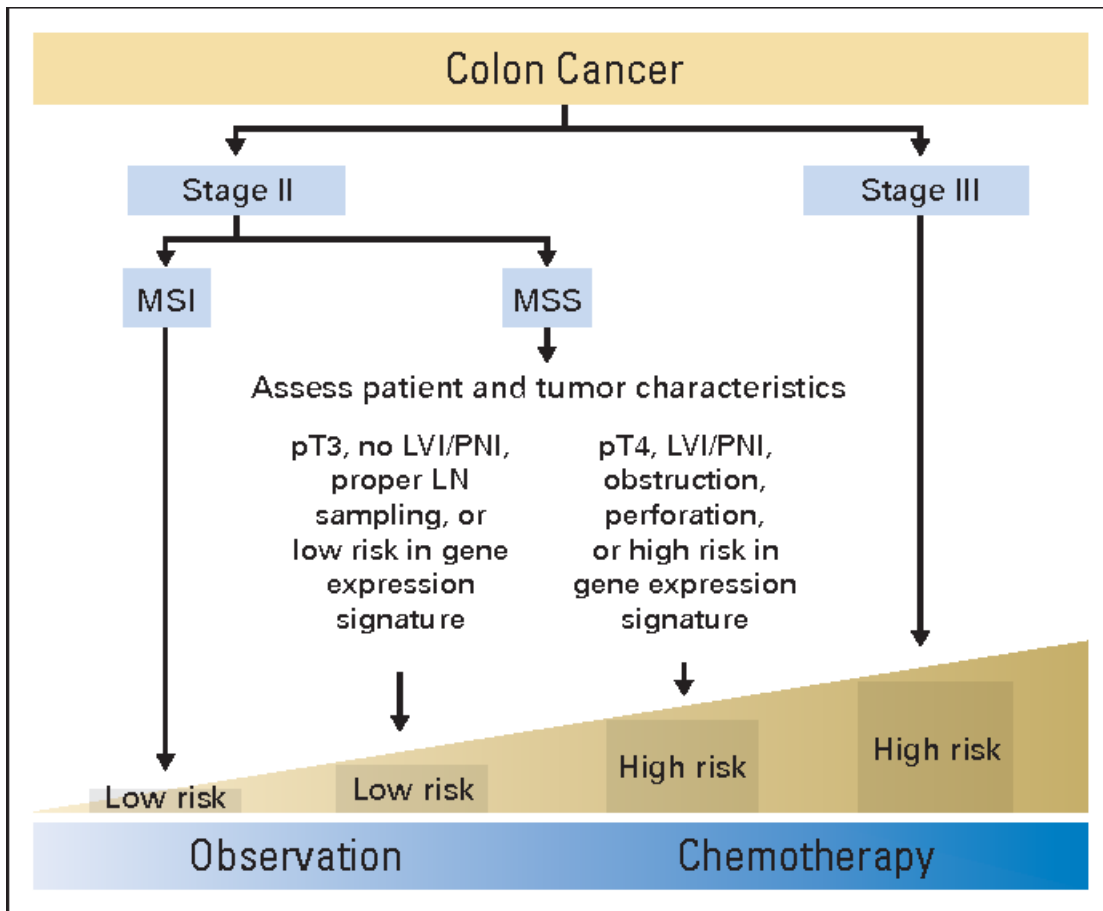 Colon Cancer
Stage II
Stage III
MSI
MSS
Assess patient and tumor characteristics
pT3, no LVI/PNI,
proper LN
sampling, or
low risk in gene
expression
signature
pT4, LVI/PNI,
obstruction,
perforation,
or high risk in
gene expression
signature
Low risk
Low risk
High risk
High risk
Observation
Chemotherapy